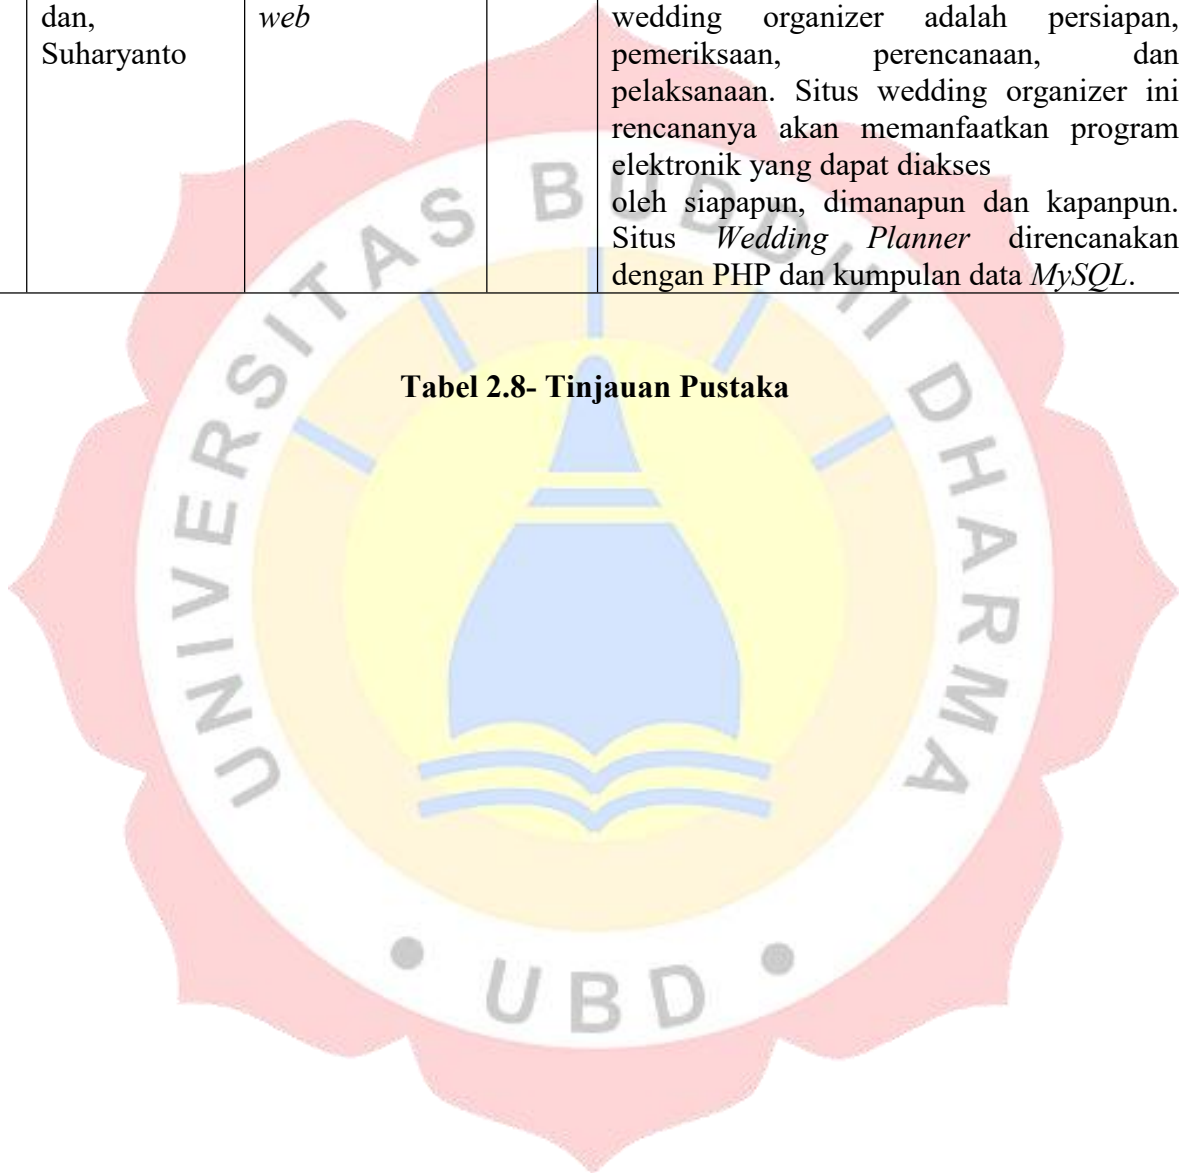 dan,
Suharyanto
web
wedding organizer adalah persiapan,
pemeriksaan, perencanaan, dan
pelaksanaan. Situs wedding organizer ini
rencananya akan memanfaatkan program
elektronik yang dapat diakses
oleh siapapun, dimanapun dan kapanpun.
Situs Wedding Planner direncanakan
dengan PHP dan kumpulan data MySQL.
Tabel 2.8- Tinjauan Pustaka
UNIVERSITAS BUDDHI DHARMA
• UBD •